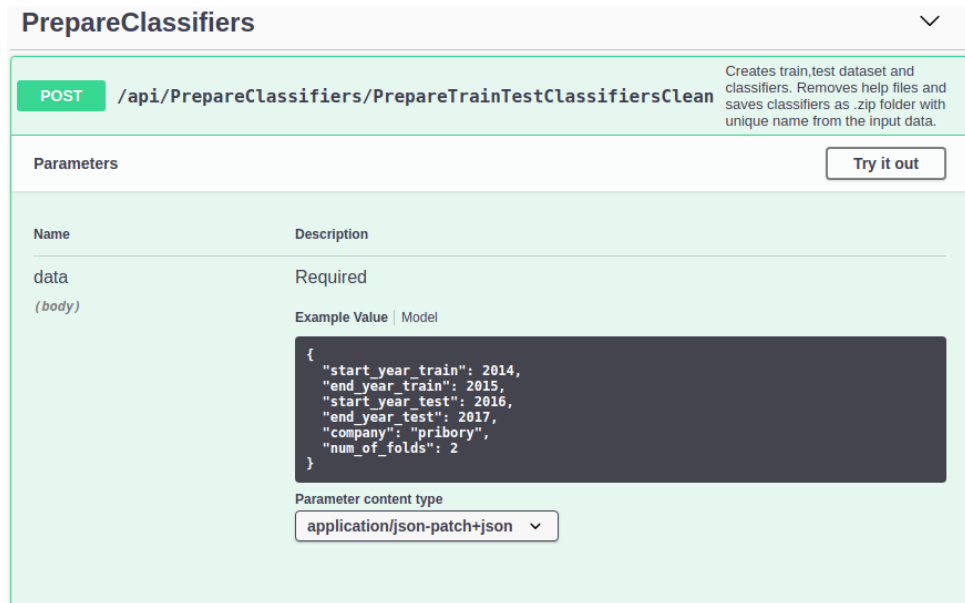 PrepareClassifiers
POST /api/PrepareClassifiers/PrepareTrainTestClassifiersClean
Creates train,test dataset and
classifiers. Removes help files and
saves classifiers as .zip folder with
unique name from the input data.
Parameters
Try it out
Name Description
data Required
(body)
Example Value Model
{
"start_year_train": 2014,
"end_year_train": 2015,
"start_year_test": 2016,
"end_year_test": 2017,
"company": "pribory",
"num_of_folds": 2
}
Parameter content type
application/json-patch+json